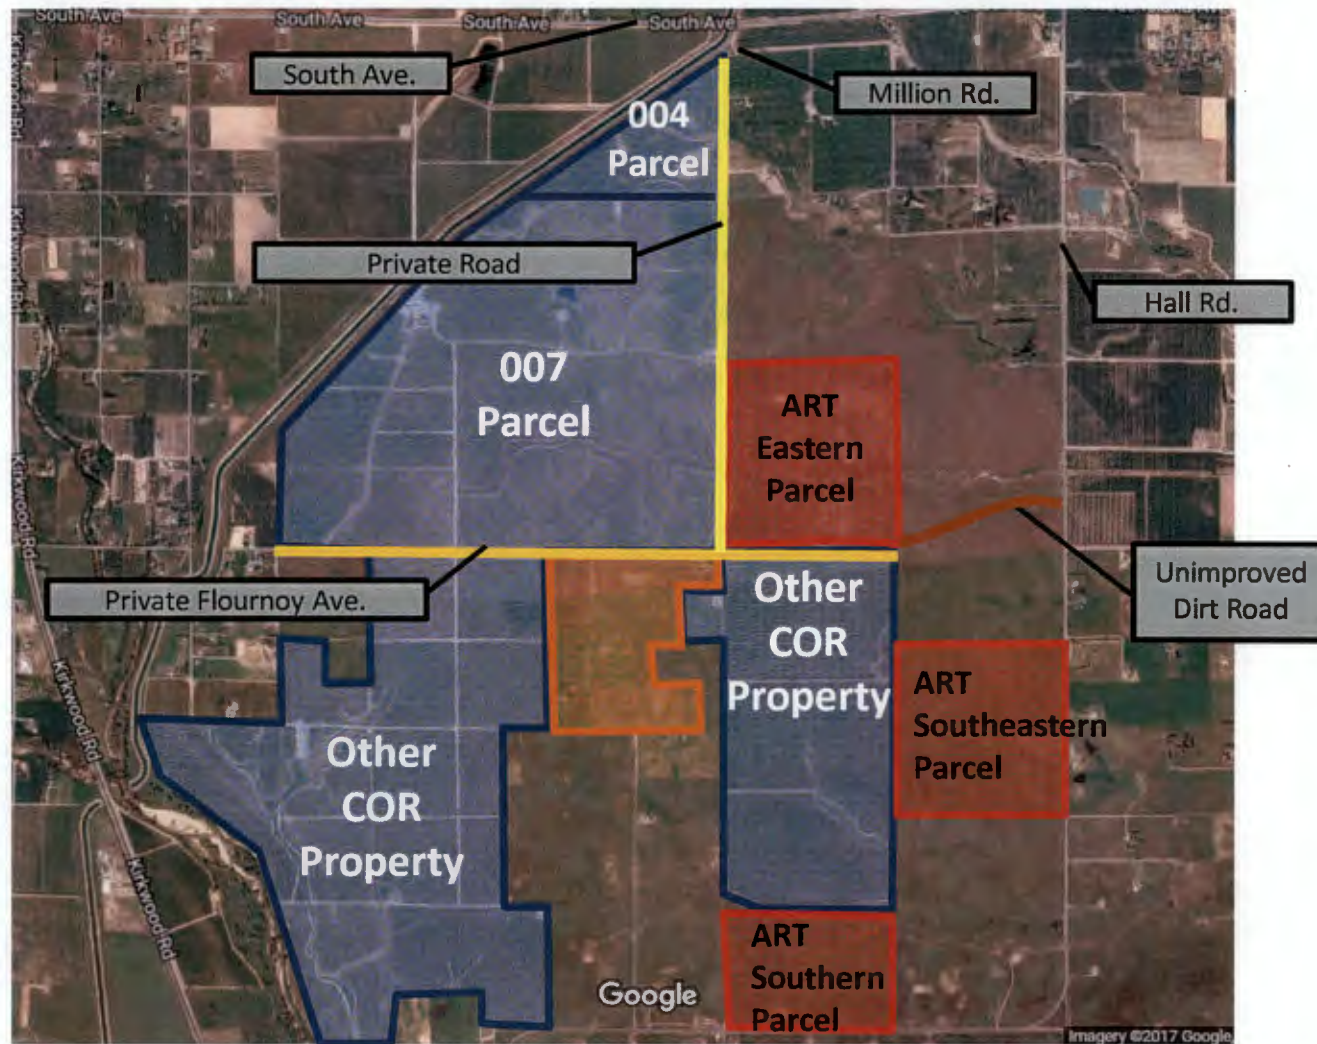 South Ave
South Ave
South Ave
South Ave
South Ave.
Million Rd.
Kirkwood Rd
004
Parcel
Kirkwood Rd
Private Road
Hall Rd.
007
Parcel
ART
Eastern
Parcel
Kirkwood Rd
Unimproved
Dirt Road
Private Flournoy Ave.
Other
COR
Property
ART
Southeastern
Parcel
Kirkwood Rd
Other
COR
Property
Kirkwood Rd
ART
Southern
Parcel
Google
Imagery ©2017 Google